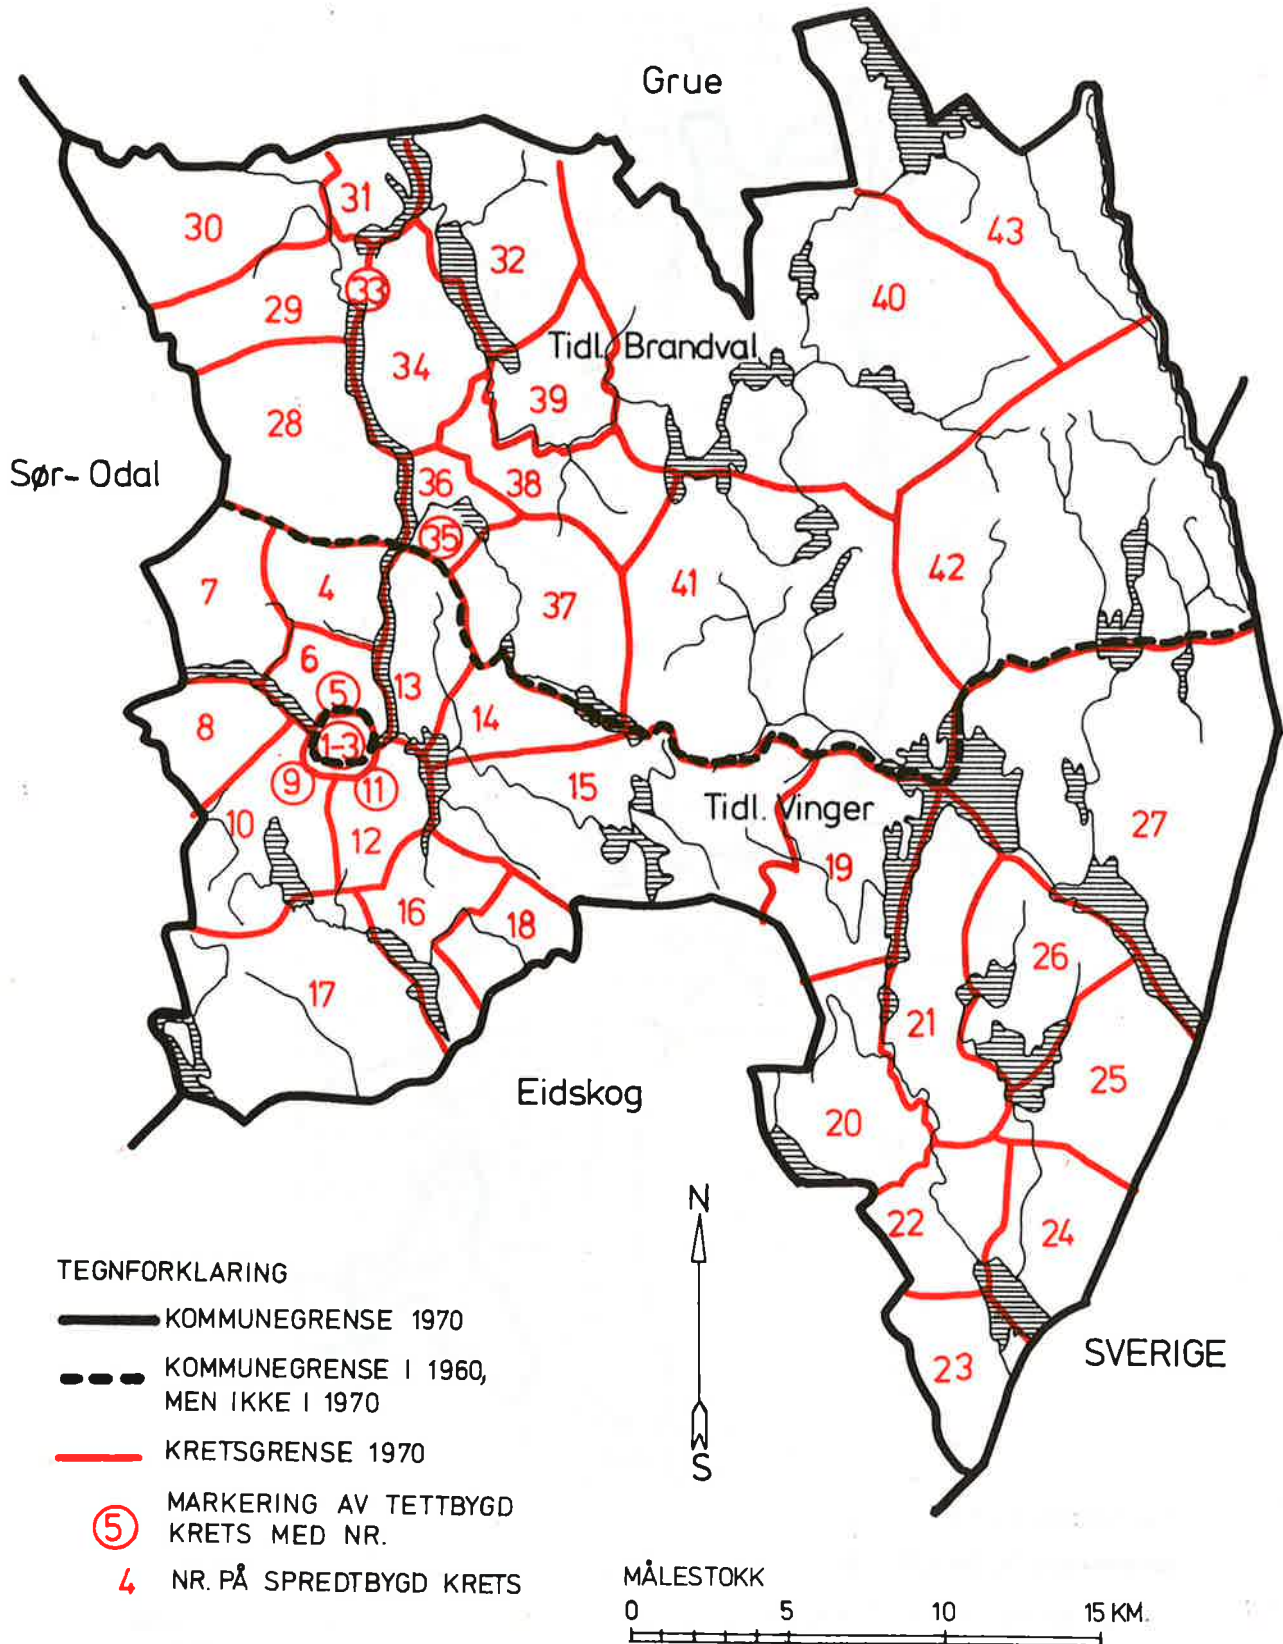 Grue
31
30
43
32
33
40
29
Tidl. Brandval
34
39
28
Sør-Odal
36
38
35
42
7
4
41
37
6
13
5
14
8
1-3
9
11
15
Tidl. Vinger
10
27
12
19
16
18
26
17
21
25
Eidskog
20
N
24
22
TEGNFORKLARING
KOMMUNEGRENSE 1970
SVERIGE
KOMMUNEGRENSE I 1960,
MEN IKKE I 1970
23
KRETSGRENSE 1970
S
MARKERING AV TETTBYGD
5 KRETS MED NR.
4 NR. PÅ SPREDTBYGD KRETS
MÅLESTOKK
0 5 10 15 KM.